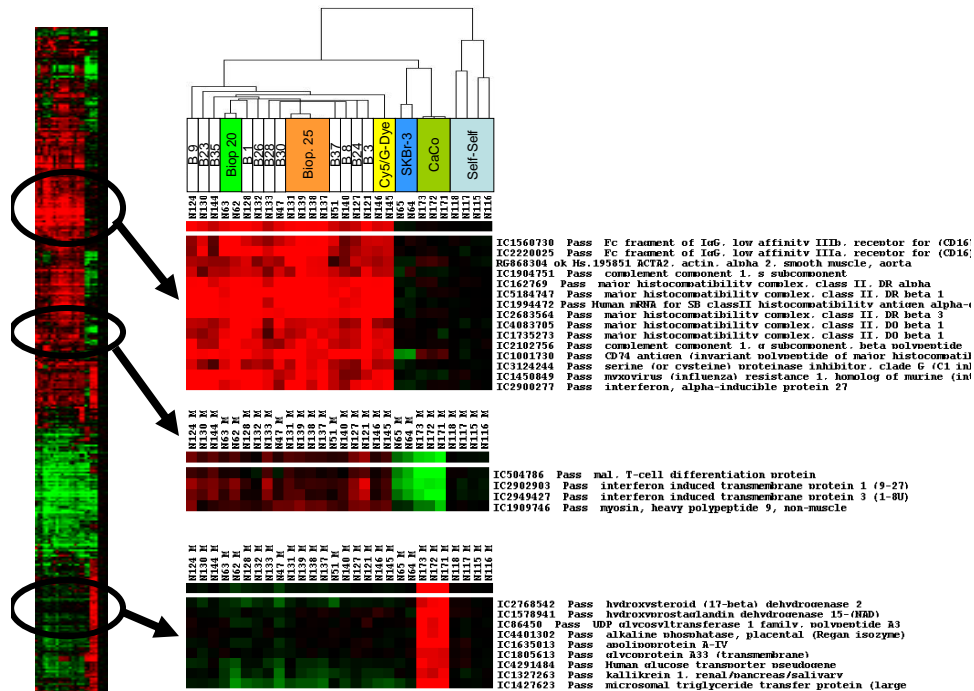 B 9 B23 B35 Biop 20 B 1 B26 B28 B30 Biop. 25 B37 B 8 B24 B 3 Cy5/G-Dye SKBr-3 CaCo Self-Self
N124 N130 N144 N63 N62 N128 N132 N133 N47 N131 N139 N138 N137 N51 N140 N127 N121 N146 N145 N65 N64 N173 N172 N171 N118 N117 N115 N116
IC1560730 Pass Fc fragment of IgG, low affinity IIIb, receptor for (CD16)
IC2220025 Pass Fc fragment of IgG, low affinity IIIa, receptor for (CD16)
RG868304 ok Hs.195851 ACTA2, actin, alpha 2, smooth muscle, aorta
IC1904751 Pass complement component 1, s subcomponent
IC162769 Pass major histocompatibility complex, class II, DR alpha
IC5184747 Pass major histocompatibility complex, class II, DR beta 1
IC1994472 Pass Human mRNA for SB classII histocompatibility antigen alpha-c
IC2683564 Pass major histocompatibility complex, class II, DR beta 3
IC4083705 Pass major histocompatibility complex, class II, DQ beta 1
IC1735273 Pass major histocompatibility complex, class II, DQ beta 1
IC2102756 Pass complement component 1, q subcomponent, beta polypeptide
IC1001730 Pass CD74 antigen (invariant polypeptide of major histocompatil
IC3124244 Pass serine (or cysteine) proteinase inhibitor, clade G (C1 inl
IC1450849 Pass myxovirus (influenza) resistance 1, homolog of murine (int
IC2900277 Pass interferon, alpha-inducible protein 27
N124 M N130 M N144 M N63 M N62 M N128 M N132 M N133 M N47 M N131 M N139 M N138 M N137 M N51 M N140 M N127 M N121 M N146 M N145 M N65 M N64 M N173 M N172 M N171 M N118 M N117 M N115 M N116 M
IC504786 Pass mal, T-cell differentiation protein
IC2902903 Pass interferon induced transmembrane protein 1 (9-27)
IC2949427 Pass interferon induced transmembrane protein 3 (1-8U)
IC1909746 Pass myosin, heavy polypeptide 9, non-muscle
N124 M N130 M N144 M N63 M N62 M N128 M N132 M N133 M N47 M N131 M N139 M N138 M N137 M N51 M N140 M N127 M N121 M N146 M N145 M N65 M N64 M N173 M N172 M N171 M N118 M N117 M N115 M N116 M
IC2768542 Pass hydroxysteroid (17-beta) dehydrogenase 2
IC1578941 Pass hydroxyprostaglandin dehydrogenase 15-(NAD)
IC86450 Pass UDP glycosyltransferase 1 family, polypeptide A3
IC4401302 Pass alkaline phosphatase, placental (Regan isozyme)
IC1635013 Pass apolipoprotein A-IV
IC1805613 Pass glycoprotein A33 (transmembrane)
IC4291484 Pass Human glucose transporter pseudogene
IC1327263 Pass kallikrein 1, renal/pancreas/salivary
IC1427623 Pass microsomal triglyceride transfer protein (large